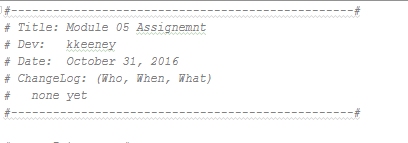 #-------------------------------------------------#
# Title: Module 05 Assignemnt
# Dev:   kkeeney
# Date:  October 31, 2016
# ChangeLog: (Who, When, What)
#   none yet
#-------------------------------------------------#